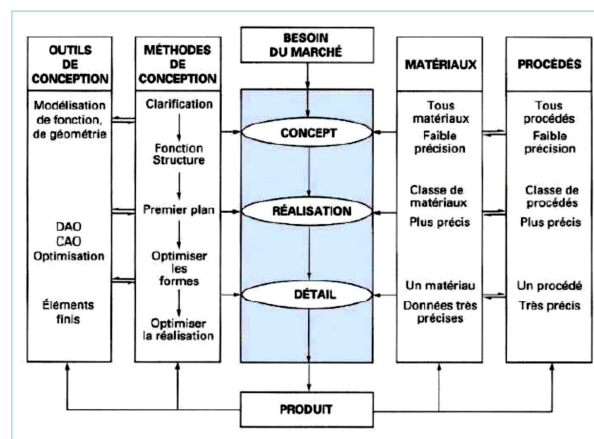 OUTILS
DE
CONCEPTION
Modélisation
de fonction,
de géométrie
DAO
CAO
Optimisation
Éléments
finis
MÉTHODES
DE
CONCEPTION
Clarification
Fonction
Structure
Premier plan
Optimiser
les
formes
Optimiser
la réalisation
BESOIN
DU MARCHÉ
CONCEPT
RÉALISATION
DÉTAIL
PRODUIT
MATÉRIAUX
Tous
matériaux
Faible
précision
Classe de
matériaux
Plus précis
Un matériau
Données très
précises
PROCÉDÉS
Tous
procédés
Faible
précision
Classe de
procédés
Plus précis
Un procédé
Très précis